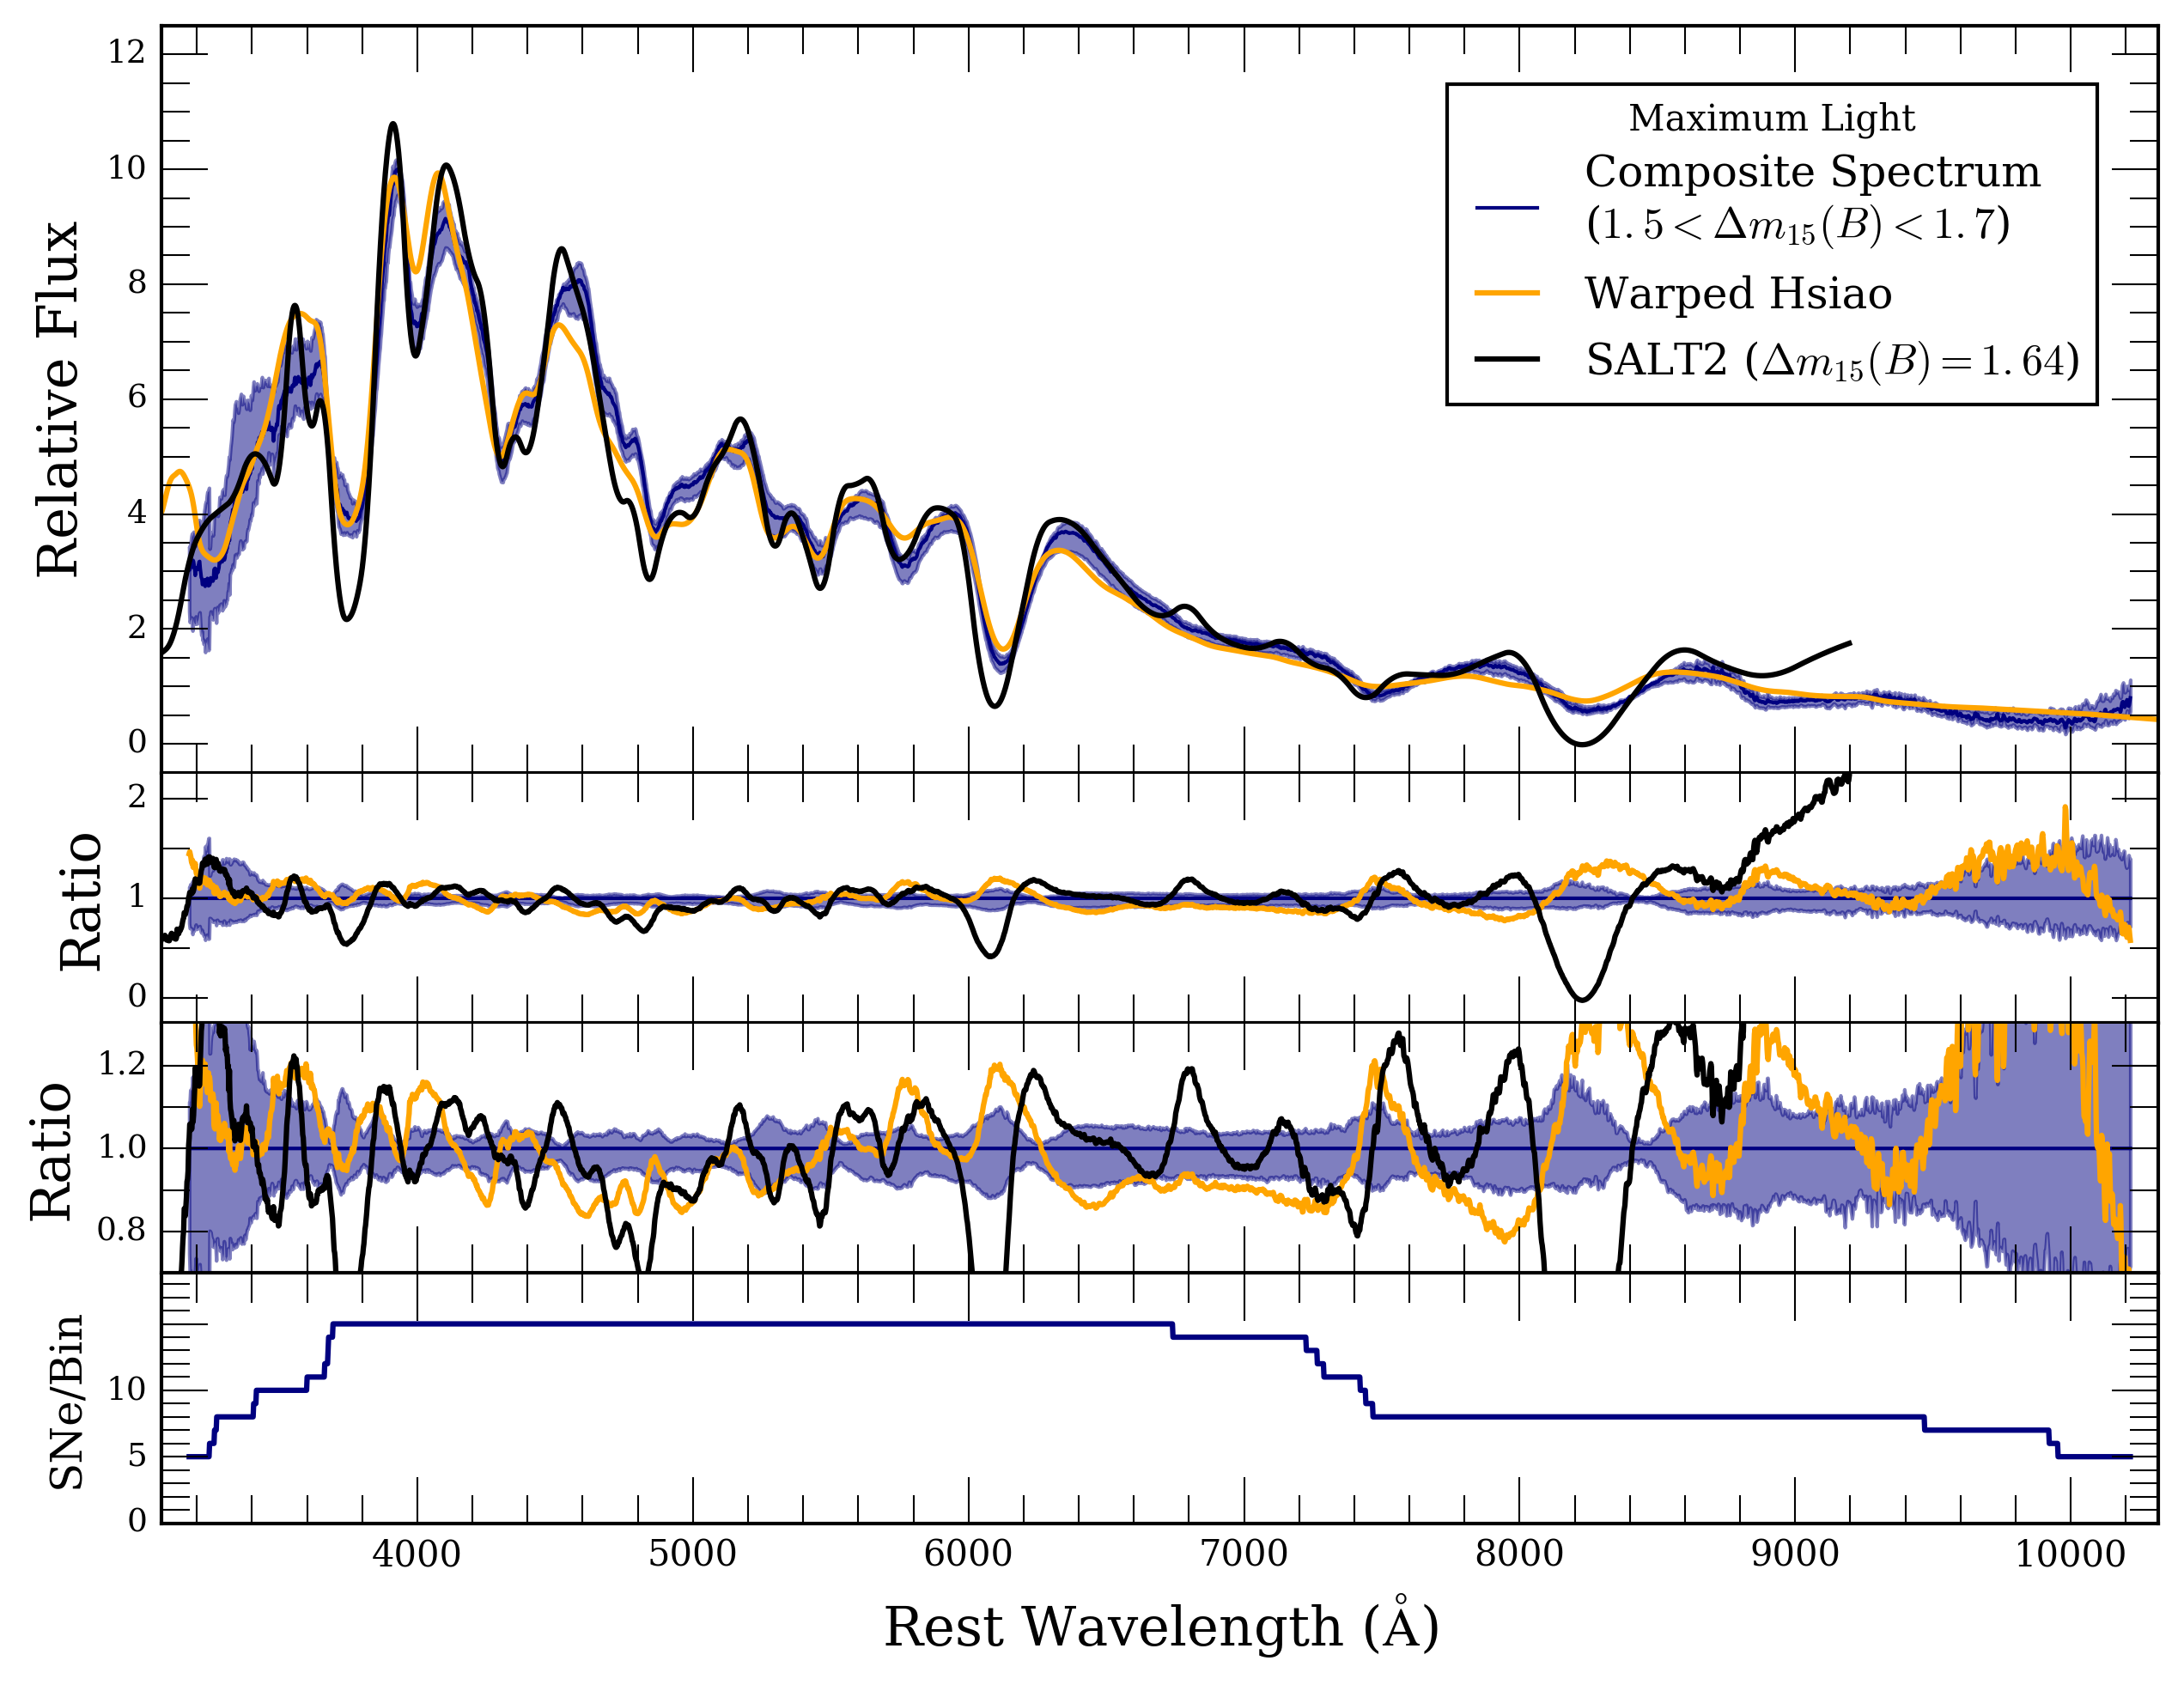 12
10
8
6
4
2
0
Relative Flux
Maximum Light
Composite Spectrum
(1.5 < Δm₁₅(B) < 1.7)
Warped Hsiao
SALT2 (Δm₁₅(B) = 1.64)
2
1
0
Ratio
1.2
1.0
0.8
Ratio
10
5
0
SNe/Bin
4000 5000 6000 7000 8000 9000 10000
Rest Wavelength (Å)